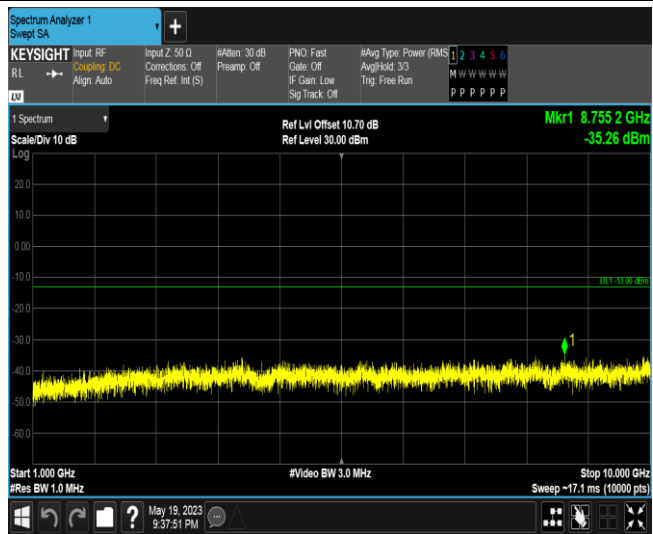 Spectrum Analyzer 1
Swept SA
+
KEYSIGHT
RL
LXI
Input: RF
Coupling: DC
Align: Auto
Input Z: 50 Ω
Corrections: Off
Freq Ref: Int (S)
#Atten: 30 dB
Preamp: Off
PNO: Fast
Gate: Off
IF Gain: Low
Sig Track: Off
#Avg Type: Power (RMS
Avg|Hold: 3/3
Trig: Free Run
1 2 3 4 5 6
M W W W W W
P P P P P P
1 Spectrum
Scale/Div 10 dB
Log
Ref Lvl Offset 10.70 dB
Ref Level 30.00 dBm
Mkr1 8.755 2 GHz
-35.26 dBm
20.0
10.0
0.00
-10.0
DL1 -13.00 dBm
-20.0
-30.0
1
-40.0
-50.0
-60.0
Start 1.000 GHz
#Res BW 1.0 MHz
#Video BW 3.0 MHz
Stop 10.000 GHz
Sweep ~17.1 ms (10000 pts)
?
May 19, 2023
9:37:51 PM